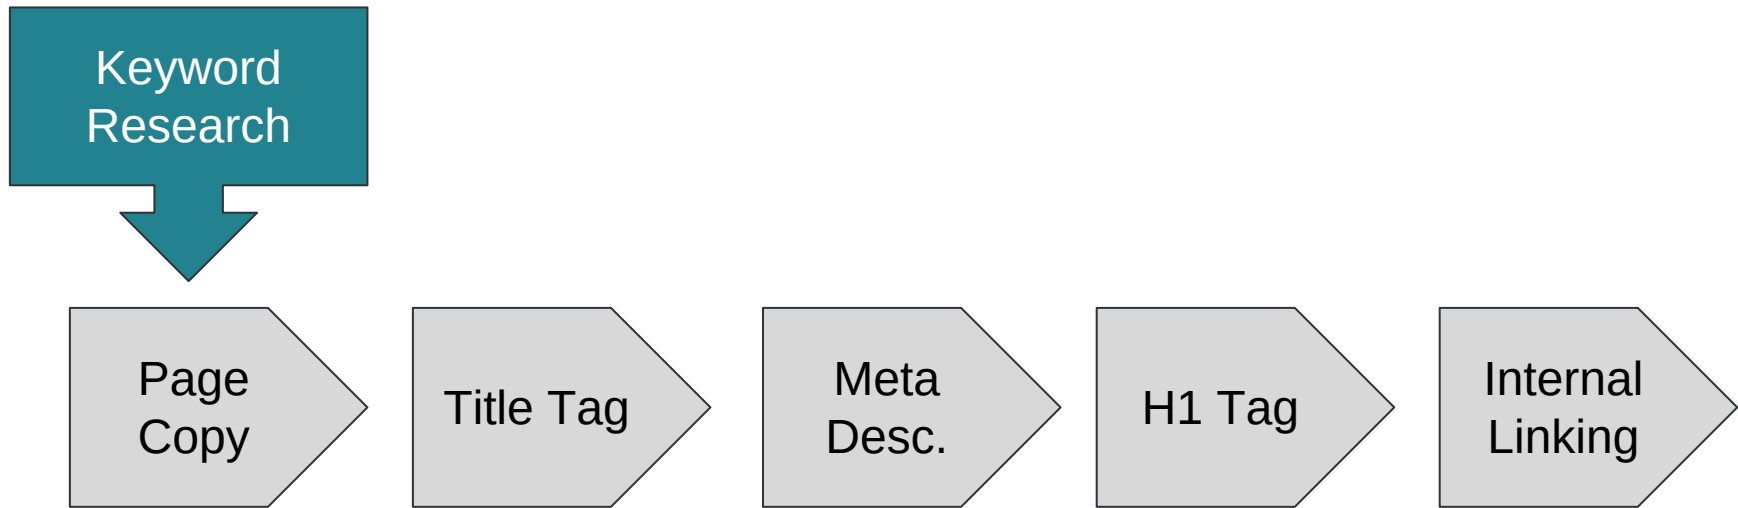 Keyword
Research
Page
Copy
Title Tag
Meta
Desc.
H1 Tag
Internal
Linking